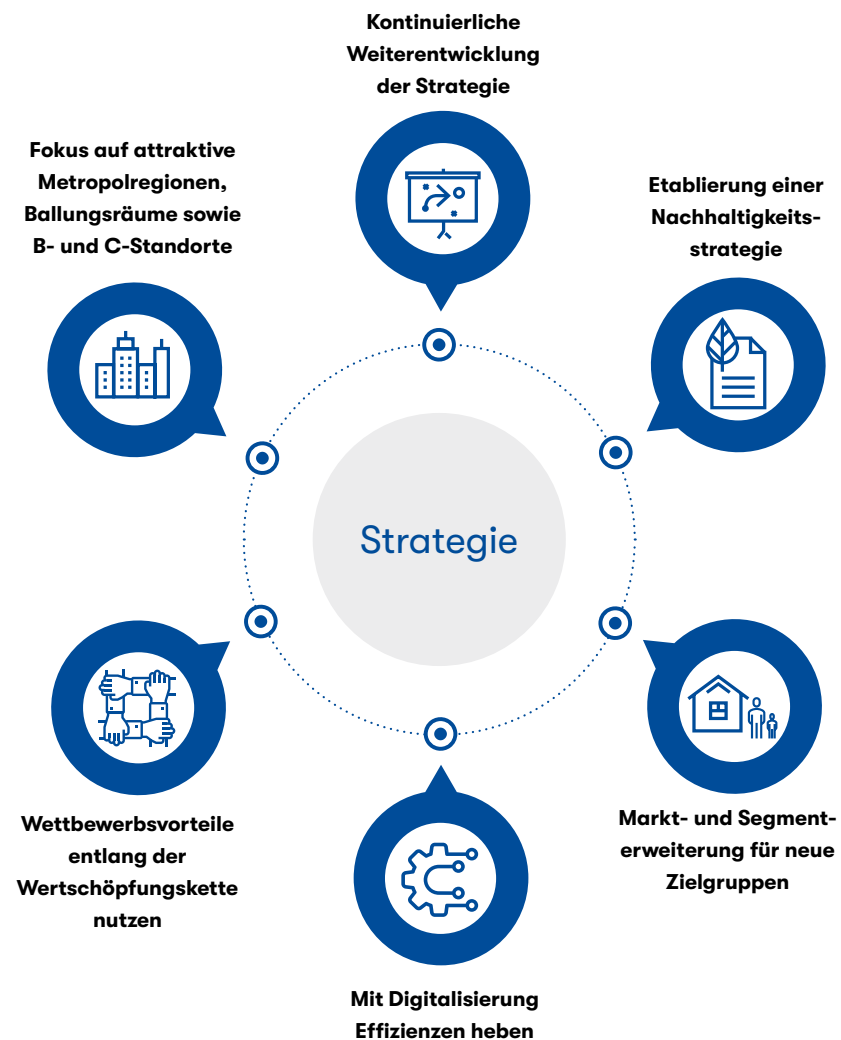 Kontinuierliche
Weiterentwicklung
der Strategie
Fokus auf attraktive
Metropolregionen,
Ballungsräume sowie
B- und C-Standorte
Etablierung einer
Nachhaltigkeits-
strategie
Strategie
Wettbewerbsvorteile
entlang der
Wertschöpfungskette
nutzen
Markt- und Segment-
erweiterung für neue
Zielgruppen
Mit Digitalisierung
Effizienzen heben